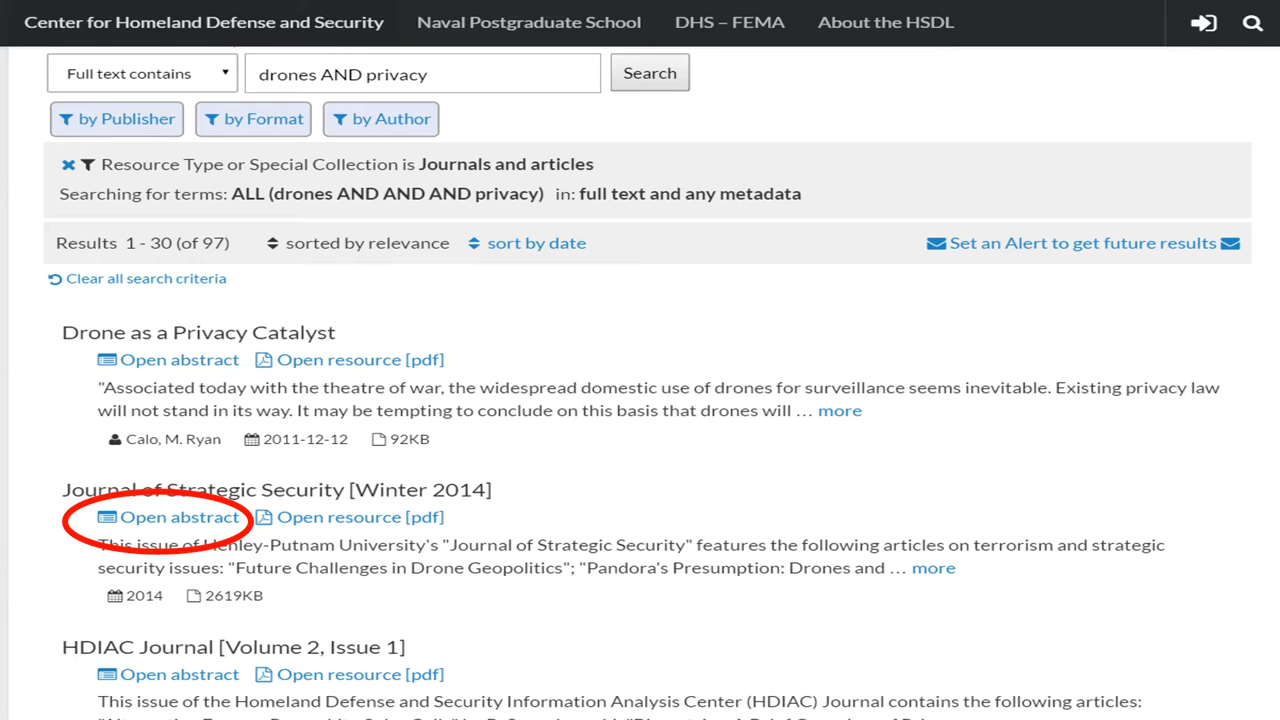 Center for Homeland Defense and Security Naval Postgraduate School DHS – FEMA About the HSDL
Full text contains drones AND privacy Search
by Publisher by Format by Author
Resource Type or Special Collection is Journals and articles
Searching for terms: ALL (drones AND AND AND privacy) in: full text and any metadata
Results 1 - 30 (of 97) sorted by relevance sort by date Set an Alert to get future results
Clear all search criteria
Drone as a Privacy Catalyst
Open abstract Open resource [pdf]
"Associated today with the theatre of war, the widespread domestic use of drones for surveillance seems inevitable. Existing privacy law
will not stand in its way. It may be tempting to conclude on this basis that drones will … more
Calo, M. Ryan 2011-12-12 92KB
Journal of Strategic Security [Winter 2014]
Open abstract Open resource [pdf]
This issue of Henley-Putnam University's "Journal of Strategic Security" features the following articles on terrorism and strategic
security issues: "Future Challenges in Drone Geopolitics"; "Pandora's Presumption: Drones and … more
2014 2619KB
HDIAC Journal [Volume 2, Issue 1]
Open abstract Open resource [pdf]
This issue of the Homeland Defense and Security Information Analysis Center (HDIAC) Journal contains the following articles: